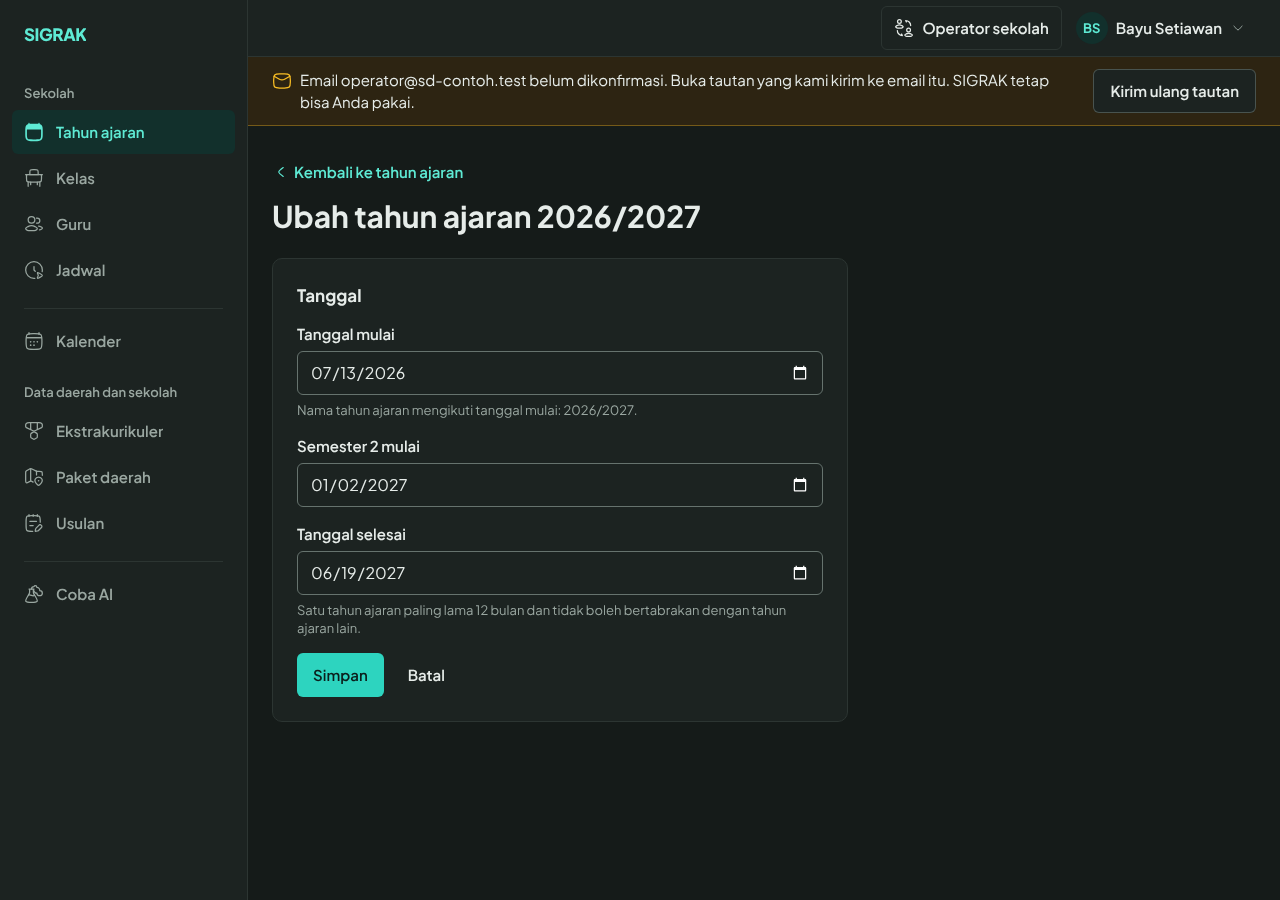 SIGRAK
Operator sekolah
BS
Bayu Setiawan
Sekolah
Tahun ajaran
Kelas
Guru
Jadwal
Kalender
Data daerah dan sekolah
Ekstrakurikuler
Paket daerah
Usulan
Coba AI
Email operator@sd-contoh.test belum dikonfirmasi. Buka tautan yang kami kirim ke email itu. SIGRAK tetap
bisa Anda pakai.
Kirim ulang tautan
Kembali ke tahun ajaran
Ubah tahun ajaran 2026/2027
Tanggal
Tanggal mulai
07/13/2026
Nama tahun ajaran mengikuti tanggal mulai: 2026/2027.
Semester 2 mulai
01/02/2027
Tanggal selesai
06/19/2027
Satu tahun ajaran paling lama 12 bulan dan tidak boleh bertabrakan dengan tahun
ajaran lain.
Simpan
Batal